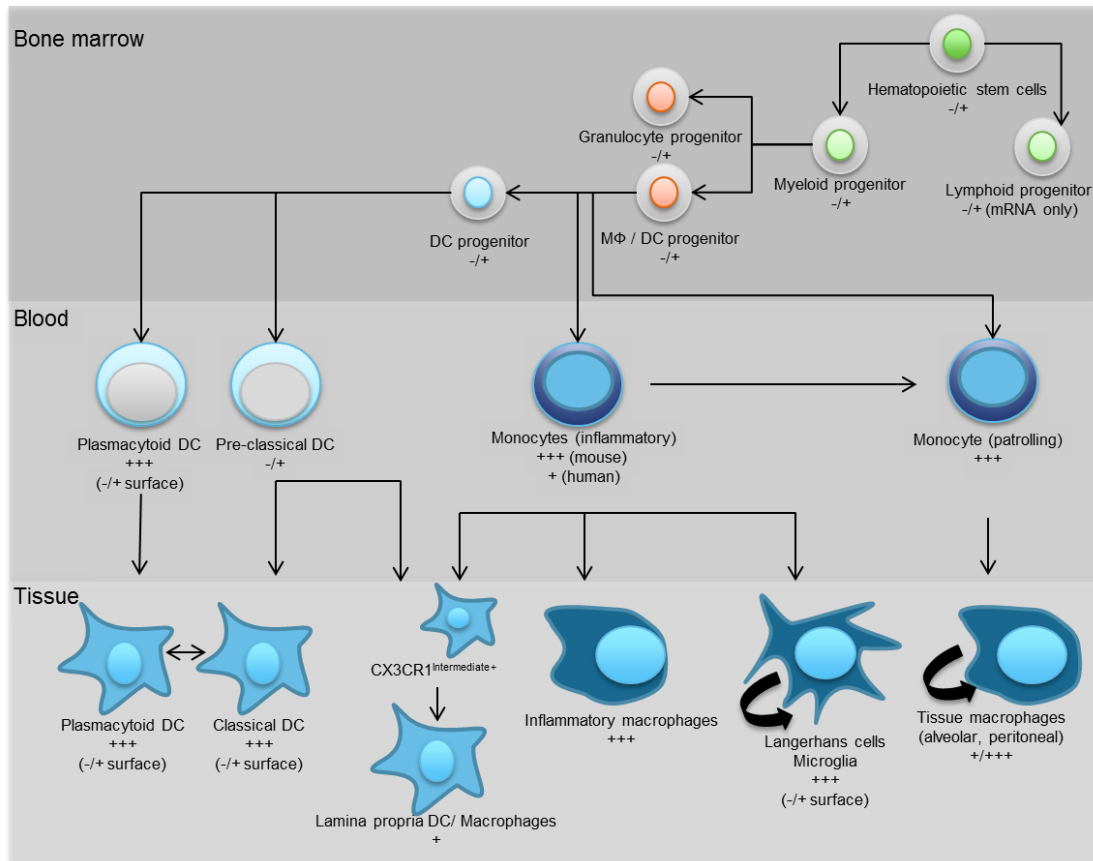 Bone marrow
Hematopoietic stem cells
-/+
Granulocyte progenitor
-/+
Myeloid progenitor
-/+
Lymphoid progenitor
-/+ (mRNA only)
DC progenitor
-/+
MΦ / DC progenitor
-/+
Blood
Plasmacytoid DC
+++
(-/+ surface)
Pre-classical DC
-/+
Monocytes (inflammatory)
+++ (mouse)
+ (human)
Monocyte (patrolling)
+++
Tissue
Plasmacytoid DC
+++
(-/+ surface)
Classical DC
+++
(-/+ surface)
CX3CR1Intermediate+
Lamina propria DC/ Macrophages
+
Inflammatory macrophages
+++
Langerhans cells
Microglia
+++
(-/+ surface)
Tissue macrophages
(alveolar, peritoneal)
+/+++